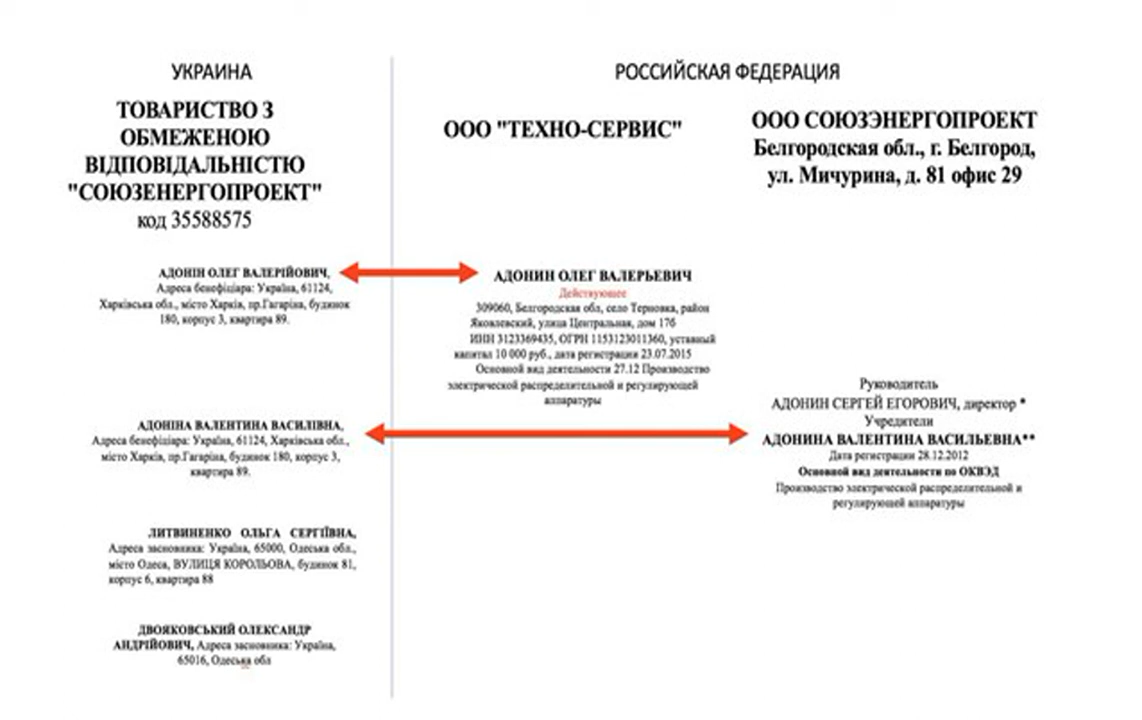 УКРАИНА
ТОВАРИСТВО З
ОБМЕЖЕНОЮ
ВІДПОВІДАЛЬНІСТЮ
"СОЮЗЕНЕРГОПРОЕКТ"
код 35588575
АДОНІН ОЛЕГ ВАЛЕРІЙОВИЧ,
Адреса бенефіціара: Україна, 61124,
Харківська обл., місто Харків, пр.Гагаріна, будинок
180, корпус 3, квартира 89.
АДОНІНА ВАЛЕНТИНА ВАСИЛІВНА,
Адреса бенефіціара: Україна, 61124, Харківська обл.,
місто Харків, пр.Гагаріна, будинок 180, корпус 3,
квартира 89.
ЛИТВИНЕНКО ОЛЬГА СЕРГІЇВНА,
Адреса засновника: Україна, 65000, Одеська обл.,
місто Одеса, ВУЛИЦЯ КОРОЛЬОВА, будинок 81,
корпус 6, квартира 88
ДВОЯКОВСЬКИЙ ОЛЕКСАНДР
АНДРІЙОВИЧ, Адреса засновника: Україна,
65016, Одеська обл
РОССИЙСКАЯ ФЕДЕРАЦИЯ
ООО "ТЕХНО-СЕРВИС"
АДОНИН ОЛЕГ ВАЛЕРЬЕВИЧ
Действующее
309060, Белгородская обл, село Терновка, район
Яковлевский, улица Центральная, дом 17б
ИНН 3123369435, ОГРН 1153123011360, уставный
капитал 10 000 руб., дата регистрации 23.07.2015
Основной вид деятельности 27.12 Производство
электрической распределительной и регулирующей
аппаратуры
ООО СОЮЗЭНЕРГОПРОЕКТ
Белгородская обл., г. Белгород,
ул. Мичурина, д. 81 офис 29
Руководитель
АДОНИН СЕРГЕЙ ЕГОРОВИЧ, директор *
Учредители
АДОНИНА ВАЛЕНТИНА ВАСИЛЬЕВНА**
Дата регистрации 28.12.2012
Основной вид деятельности по ОКВЭД
Производство электрической распределительной и
регулирующей аппаратуры